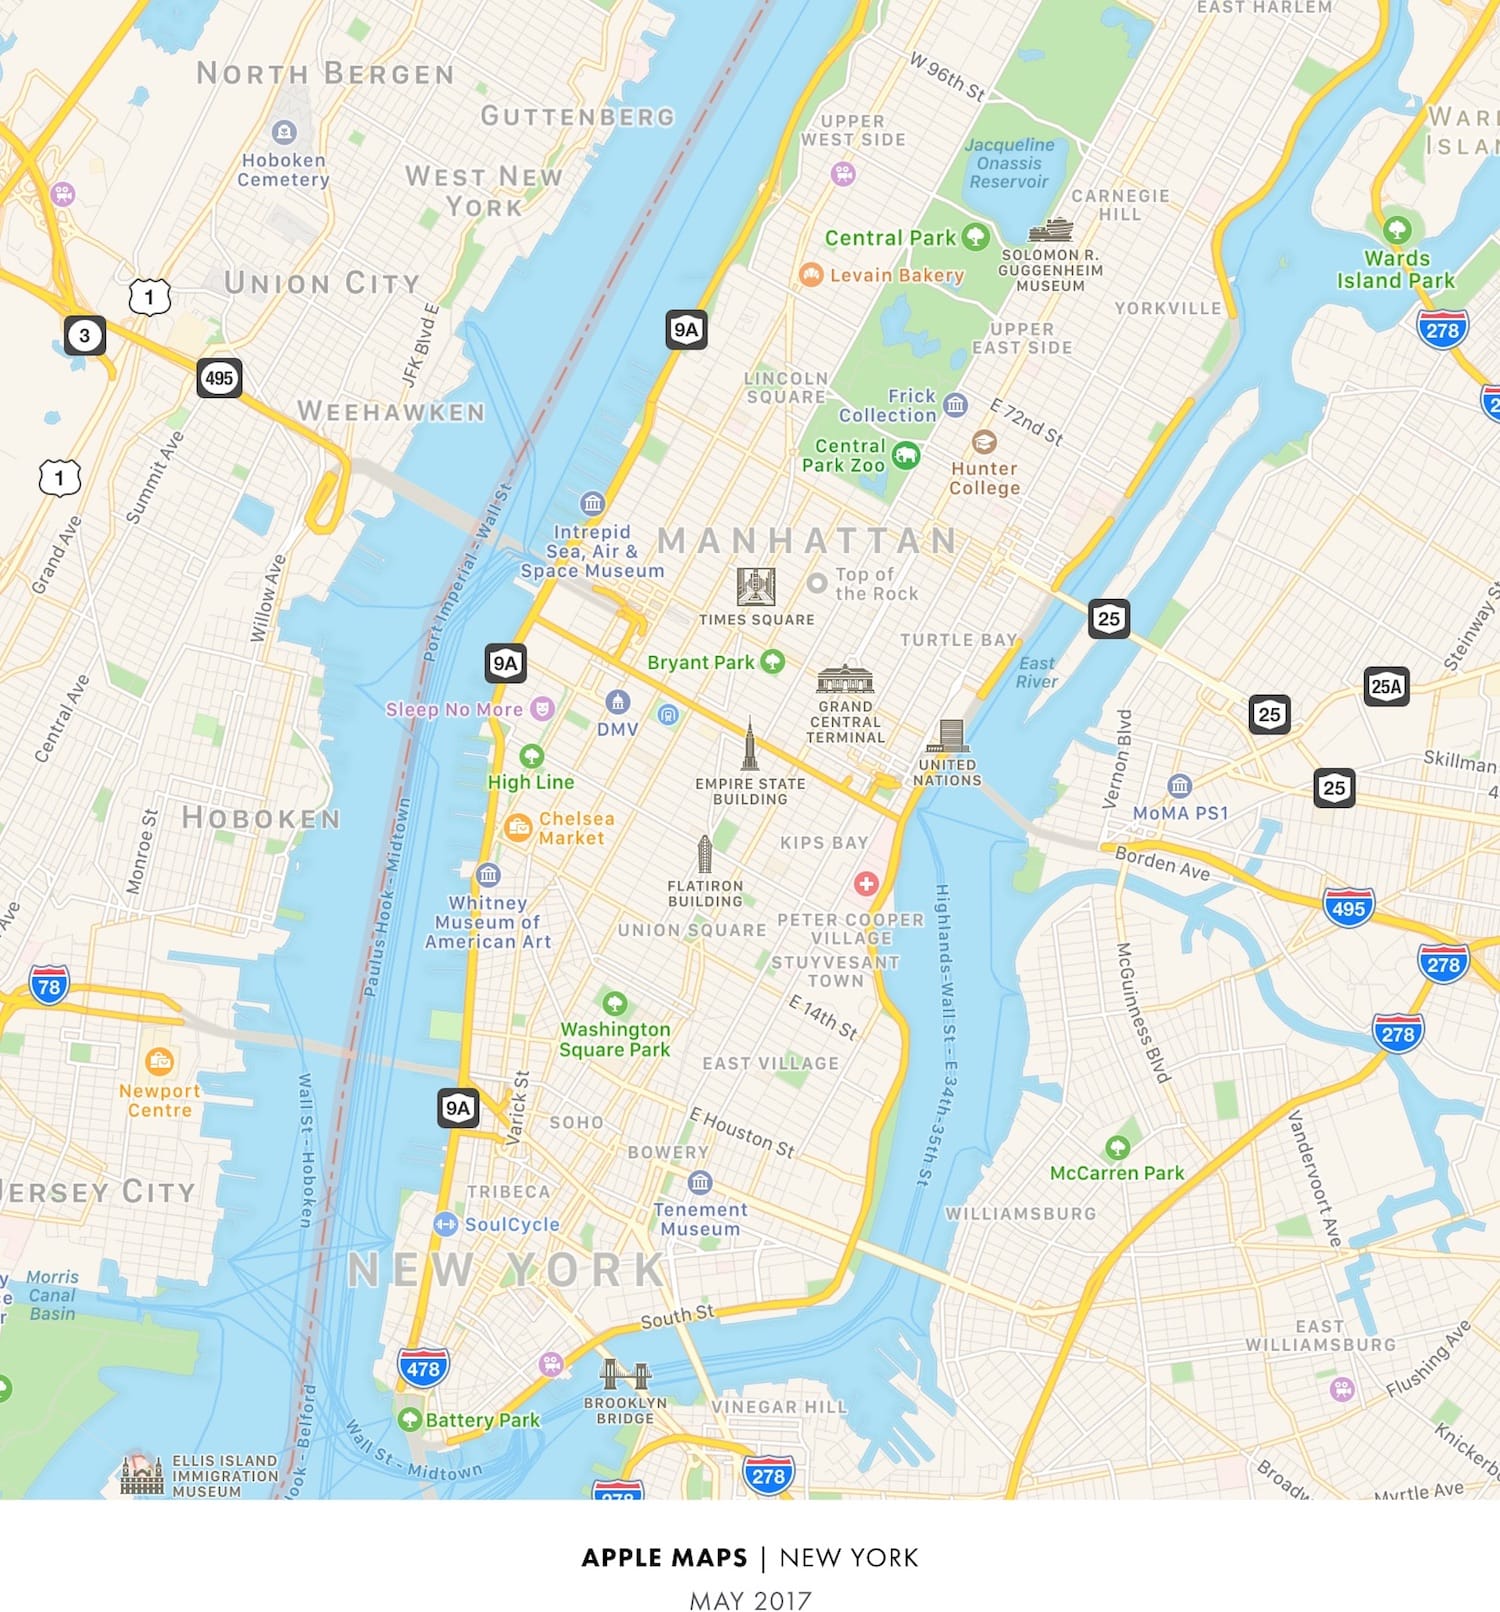 EAST HARLEM
NORTH BERGEN
W 96th St
GUTTENBERG
UPPER
WEST SIDE
Hoboken
Cemetery
Jacqueline
Onassis
Reservoir
WEST NEW
YORK
CARNEGIE
HILL
Central Park
SOLOMON R.
GUGGENHEIM
MUSEUM
Levain Bakery
Wards
Island Park
UNION CITY
1
3
YORKVILLE
278
9A
UPPER
EAST SIDE
JFK Blvd E
495
LINCOLN
SQUARE
Frick
Collection
E 72nd St
WEEHAWKEN
Central
Park Zoo
Hunter
College
1
Summit Ave
Grand Ave
Willow Ave
Port Imperial - Wall St
Intrepid
Sea, Air &
Space Museum
MANHATTAN
Top of
the Rock
TIMES SQUARE
25
TURTLE BAY
Steinway S
9A
Bryant Park
East
River
25A
Central Ave
Sleep No More
DMV
GRAND
CENTRAL
TERMINAL
25
Vernon Blvd
High Line
EMPIRE STATE
BUILDING
UNITED
NATIONS
Skillman
25
4
MoMA PS1
HOBOKEN
Monroe St
Chelsea
Market
KIPS BAY
Borden Ave
FLATIRON
BUILDING
495
Whitney
Museum of
American Art
UNION SQUARE
PETER COOPER
VILLAGE
STUYVESANT
TOWN
Paulus Hook - Midtown
Highlands-Wall St - E 34th-35th St
Ave
278
78
McGuinness Blvd
E 14th St
Washington
Square Park
278
EAST VILLAGE
Newport
Centre
9A
Varick St
SOHO
E Houston St
Wall St - Hoboken
BOWERY
McCarren Park
Vandervoort Ave
JERSEY CITY
TRIBECA
Tenement
Museum
WILLIAMSBURG
SoulCycle
NEW YORK
Morris
Canal
Basin
South St
EAST
WILLIAMSBURG
Flushing Ave
478
BROOKLYN
BRIDGE
VINEGAR HILL
Battery Park
Wall St - Midtown
ook - Belford
ELLIS ISLAND
IMMIGRATION
MUSEUM
278
278
Knickerb
Broadw
Myrtle Ave
APPLE MAPS | NEW YORK
MAY 2017